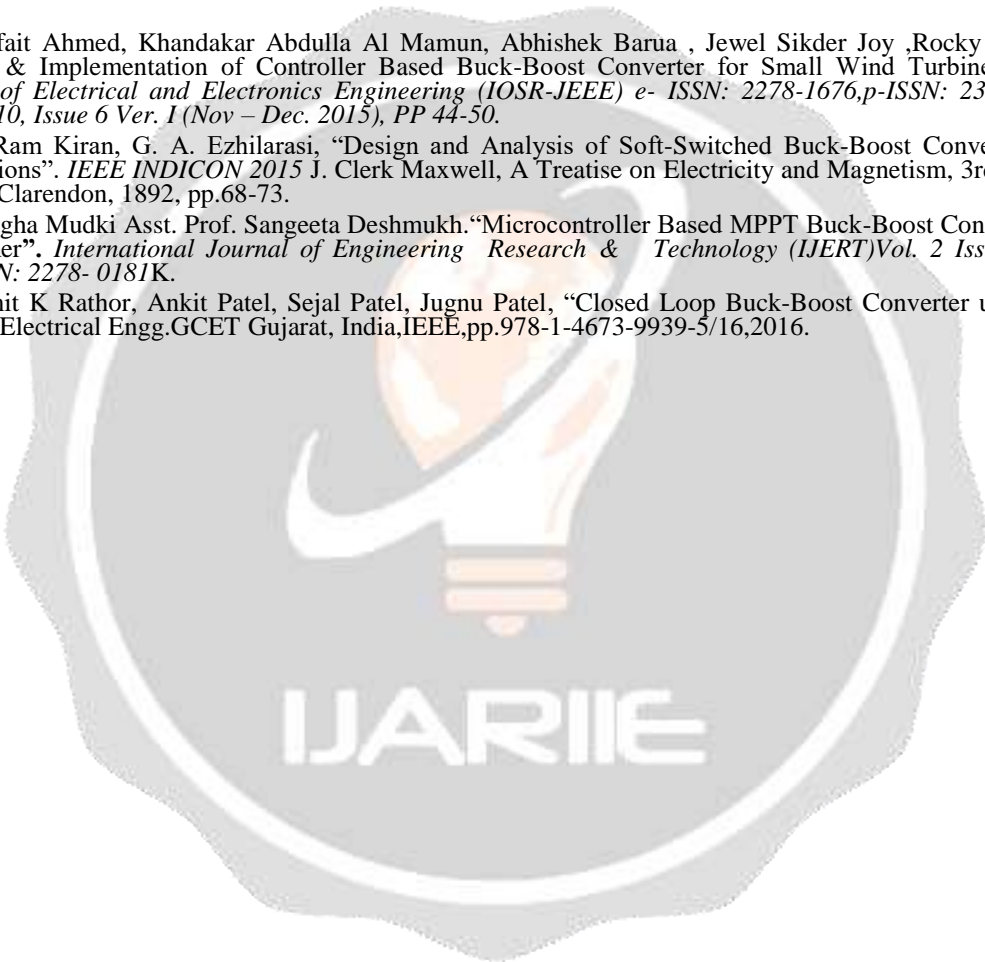 fait Ahmed, Khandakar Abdulla Al Mamun, Abhishek Barua , Jewel Sikder Joy ,Rocky
& Implementation of Controller Based Buck-Boost Converter for Small Wind Turbine
of Electrical and Electronics Engineering (IOSR-JEEE) e- ISSN: 2278-1676,p-ISSN: 23
10, Issue 6 Ver. I (Nov – Dec. 2015), PP 44-50.
Ram Kiran, G. A. Ezhilarasi, “Design and Analysis of Soft-Switched Buck-Boost Conve
ions”. IEEE INDICON 2015 J. Clerk Maxwell, A Treatise on Electricity and Magnetism, 3r
Clarendon, 1892, pp.68-73.
gha Mudki Asst. Prof. Sangeeta Deshmukh.“Microcontroller Based MPPT Buck-Boost Con
er”. International Journal of Engineering Research & Technology (IJERT)Vol. 2 Iss
N: 2278- 0181K.
it K Rathor, Ankit Patel, Sejal Patel, Jugnu Patel, “Closed Loop Buck-Boost Converter u
Electrical Engg.GCET Gujarat, India,IEEE,pp.978-1-4673-9939-5/16,2016.
IJARIIE